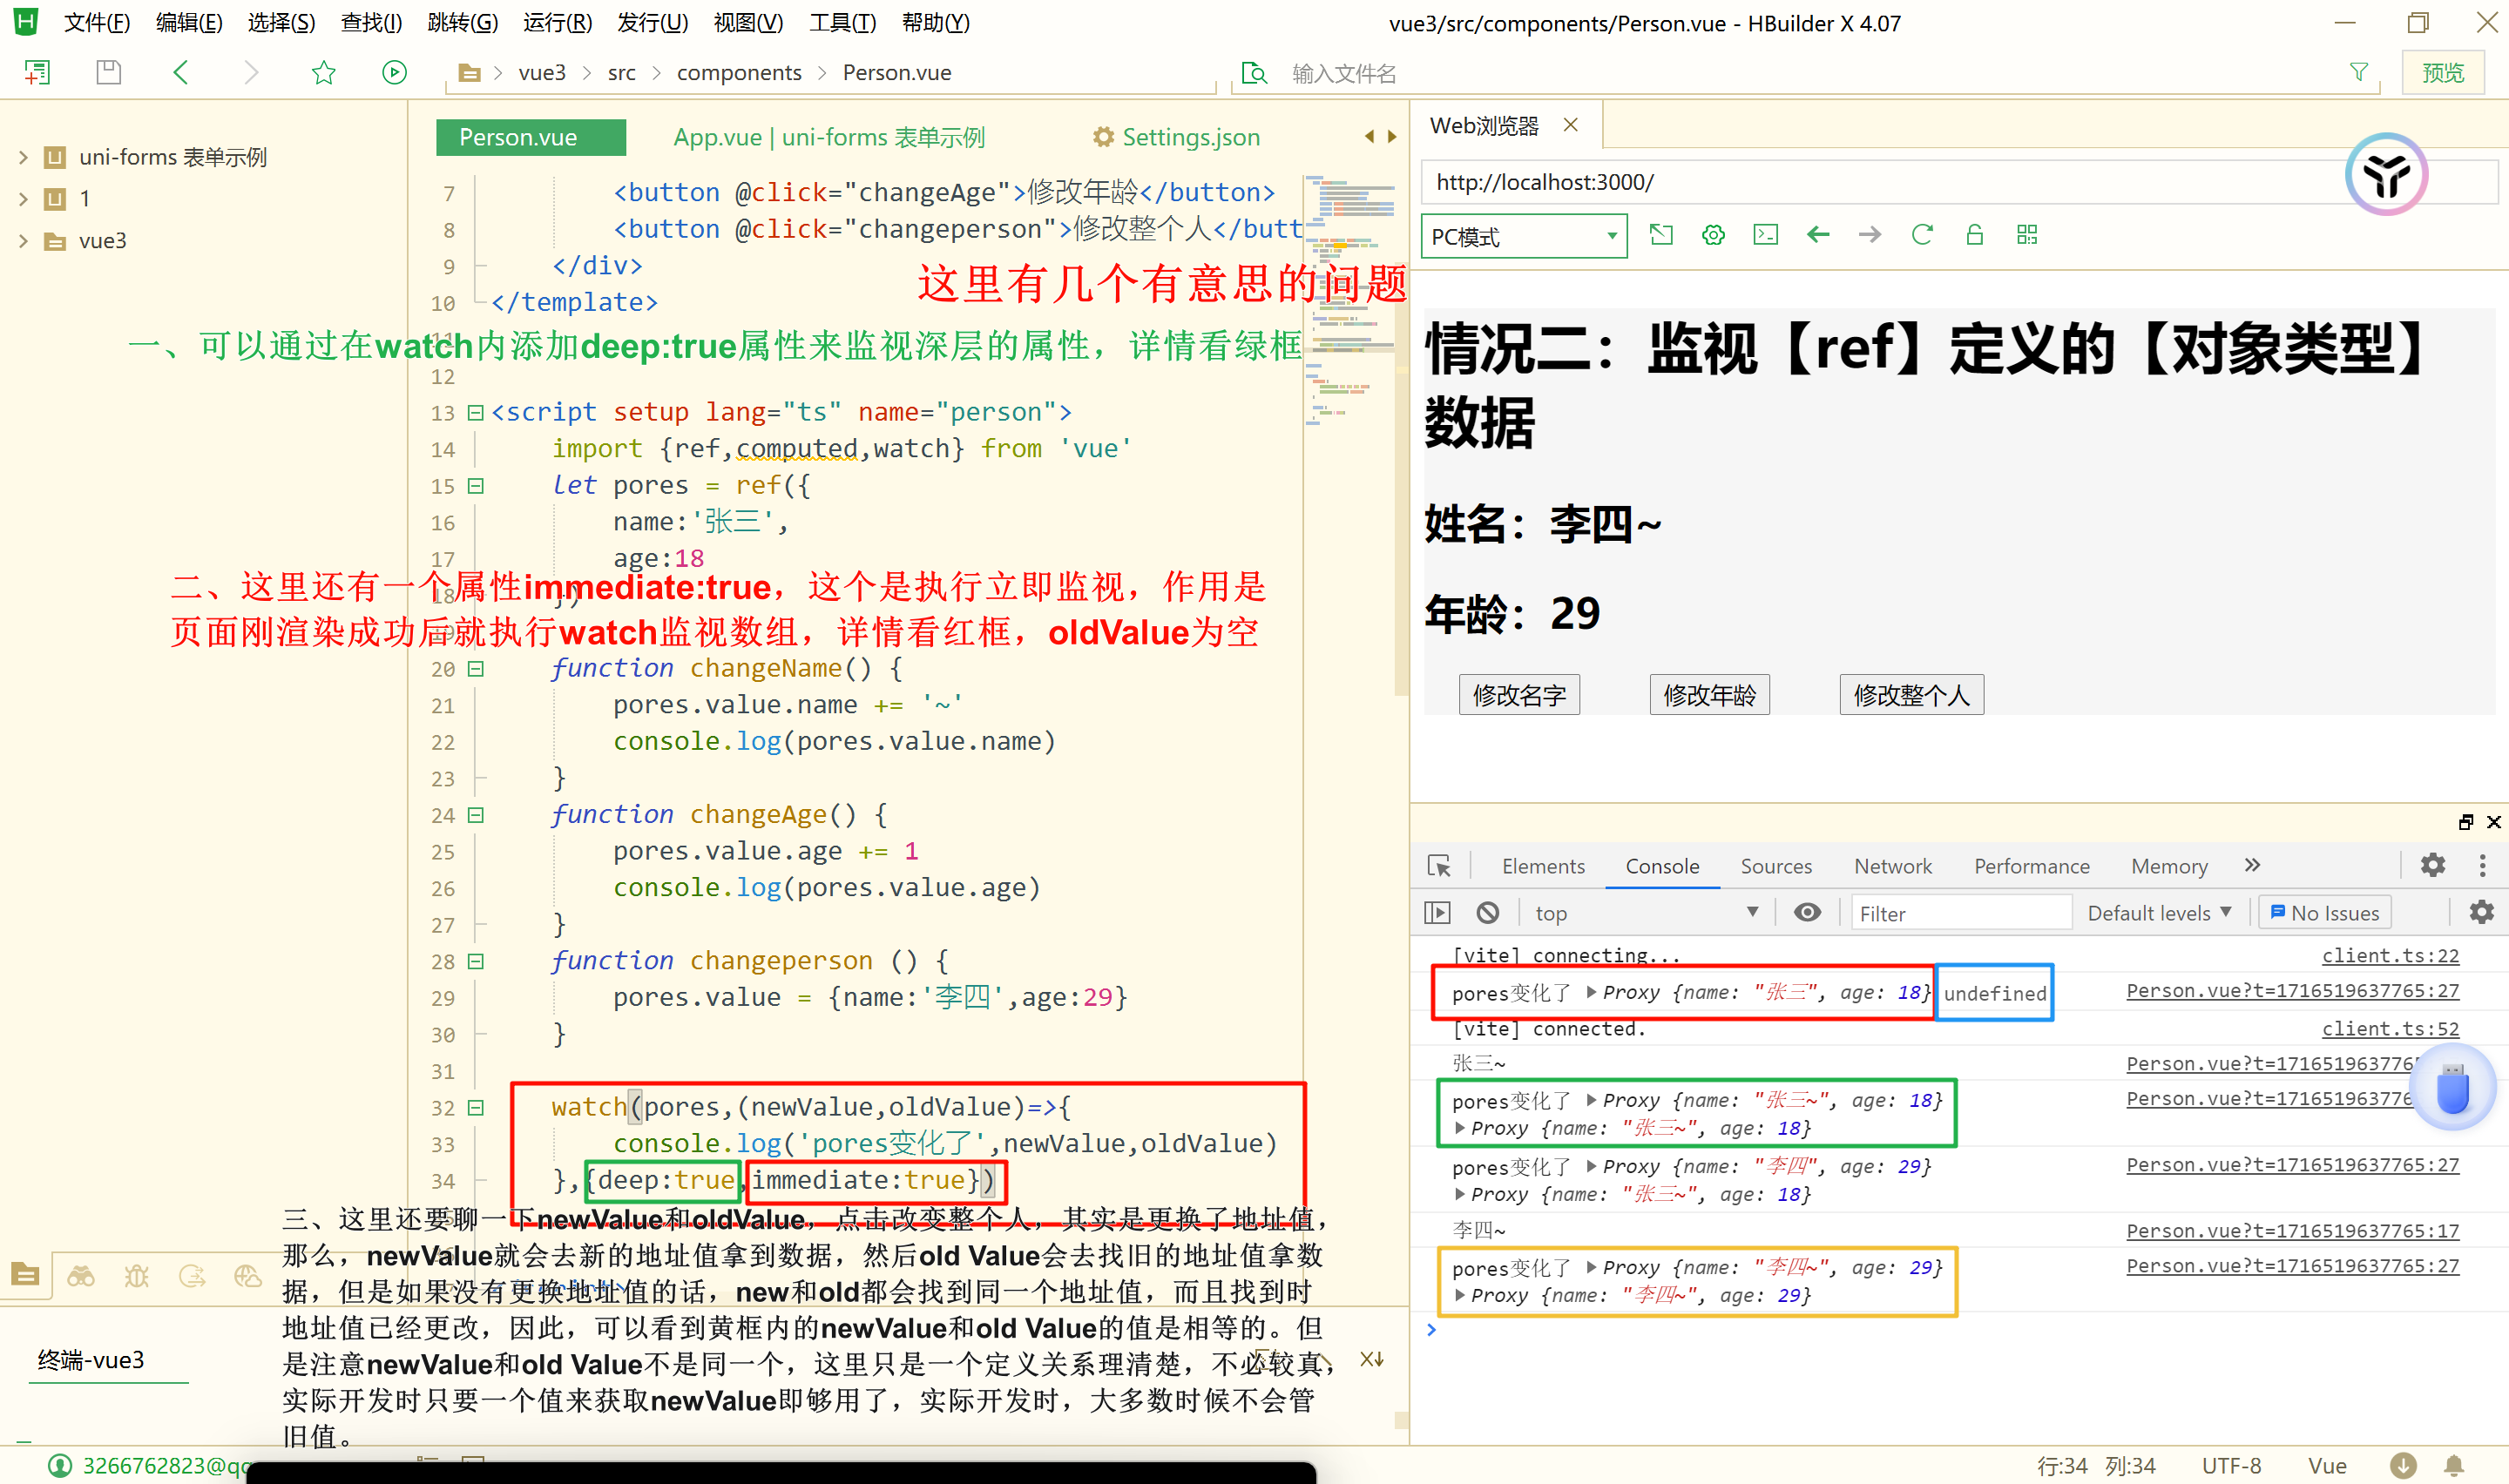 文件(F) 编辑(E) 选择(S) 查找(I) 跳转(G) 运行(R) 发行(U) 视图(V) 工具(T) 帮助(Y)
vue3/src/components/Person.vue - HBuilder X 4.07
vue3 src components Person.vue
输入文件名
预览
uni-forms 表单示例
1
vue3
Person.vue
App.vue | uni-forms 表单示例
Settings.json
7 <button @click="changeAge">修改年龄</button>
8 <button @click="changeperson">修改整个人</butt
9 </div>
这里有几个有意思的问题
10 </template>
一、可以通过在watch内添加deep:true属性来监视深层的属性，详情看绿框
12
13 <script setup lang="ts" name="person">
14 import {ref,computed,watch} from 'vue'
15 let pores = ref({
16 name:'张三',
17 age:18
二、这里还有一个属性immediate:true，这个是执行立即监视，作用是
18 })
页面刚渲染成功后就执行watch监视数组，详情看红框，oldValue为空
20 function changeName() {
21 pores.value.name += '~'
22 console.log(pores.value.name)
23 }
24 function changeAge() {
25 pores.value.age += 1
26 console.log(pores.value.age)
27 }
28 function changeperson () {
29 pores.value = {name:'李四',age:29}
30 }
31
32 watch(pores,(newValue,oldValue)=>{
33 console.log('pores变化了',newValue,oldValue)
34 },{deep:true,immediate:true})
三、这里还要聊一下newValue和oldValue，点击改变整个人，其实是更换了地址值，
那么，newValue就会去新的地址值拿到数据，然后old Value会去找旧的地址值拿数
据，但是如果没有更换地址值的话，new和old都会找到同一个地址值，而且找到时
地址值已经更改，因此，可以看到黄框内的newValue和old Value的值是相等的。但
是注意newValue和old Value不是同一个，这里只是一个定义关系理清楚，不必较真，
实际开发时只要一个值来获取newValue即够用了，实际开发时，大多数时候不会管
旧值。
终端-vue3
3266762823@qq
Web浏览器
http://localhost:3000/
PC模式
情况二：监视【ref】定义的【对象类型】
数据
姓名：李四~
年龄：29
修改名字 修改年龄 修改整个人
Elements Console Sources Network Performance Memory
top Filter Default levels No Issues
[vite] connecting... client.ts:22
pores变化了 Proxy {name: "张三", age: 18} undefined Person.vue?t=1716519637765:27
[vite] connected. client.ts:52
张三~ Person.vue?t=171651963776
pores变化了 Proxy {name: "张三~", age: 18} Person.vue?t=171651963776
Proxy {name: "张三~", age: 18}
pores变化了 Proxy {name: "李四", age: 29} Person.vue?t=1716519637765:27
Proxy {name: "张三~", age: 18}
李四~ Person.vue?t=1716519637765:17
pores变化了 Proxy {name: "李四~", age: 29} Person.vue?t=1716519637765:27
Proxy {name: "李四~", age: 29}
行:34 列:34 UTF-8 Vue